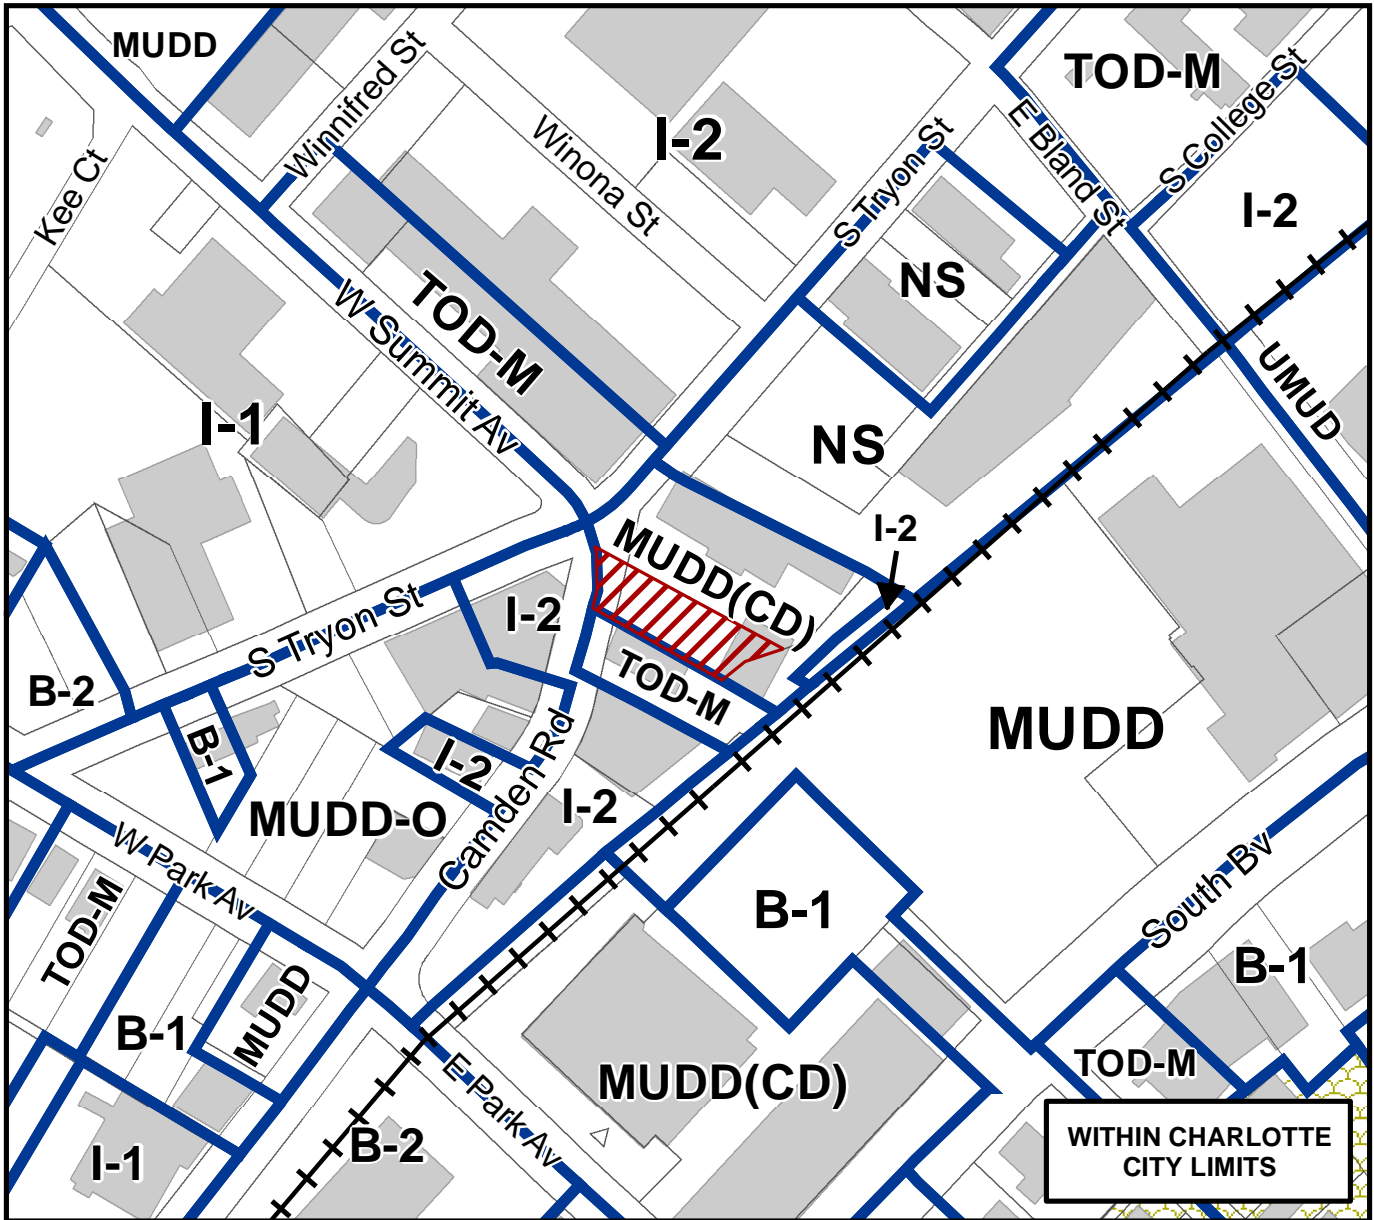 MUDD
TOD-M
Winnifred St
I-2
Winona St
S College St
E Bland St
S Tryon St
Kee Ct
I-2
NS
TOD-M
W Summit Av
UMUD
I-1
NS
I-2
MUDD(CD)
I-2
S Tryon St
TOD-M
B-2
B-1
MUDD
I-2
Camden Rd
MUDD-O
I-2
W Park Av
South Bv
B-1
TOD-M
B-1
MUDD
B-1
TOD-M
MUDD(CD)
E Park Av
B-2
I-1
WITHIN CHARLOTTE
CITY LIMITS